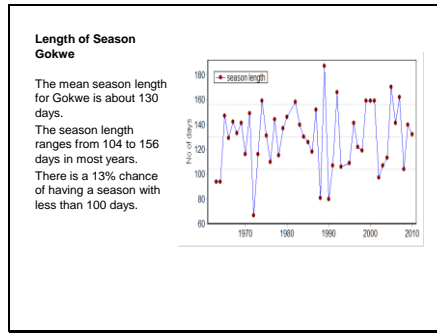 Length of Season
Gokwe
The mean season length
for Gokwe is about 130
days.
The season length
ranges from 104 to 156
days in most years.
There is a 13% chance
of having a season with
less than 100 days.
season length
No of days
180
160
140
120
100
80
60
1970
1980
1990
2000
2010